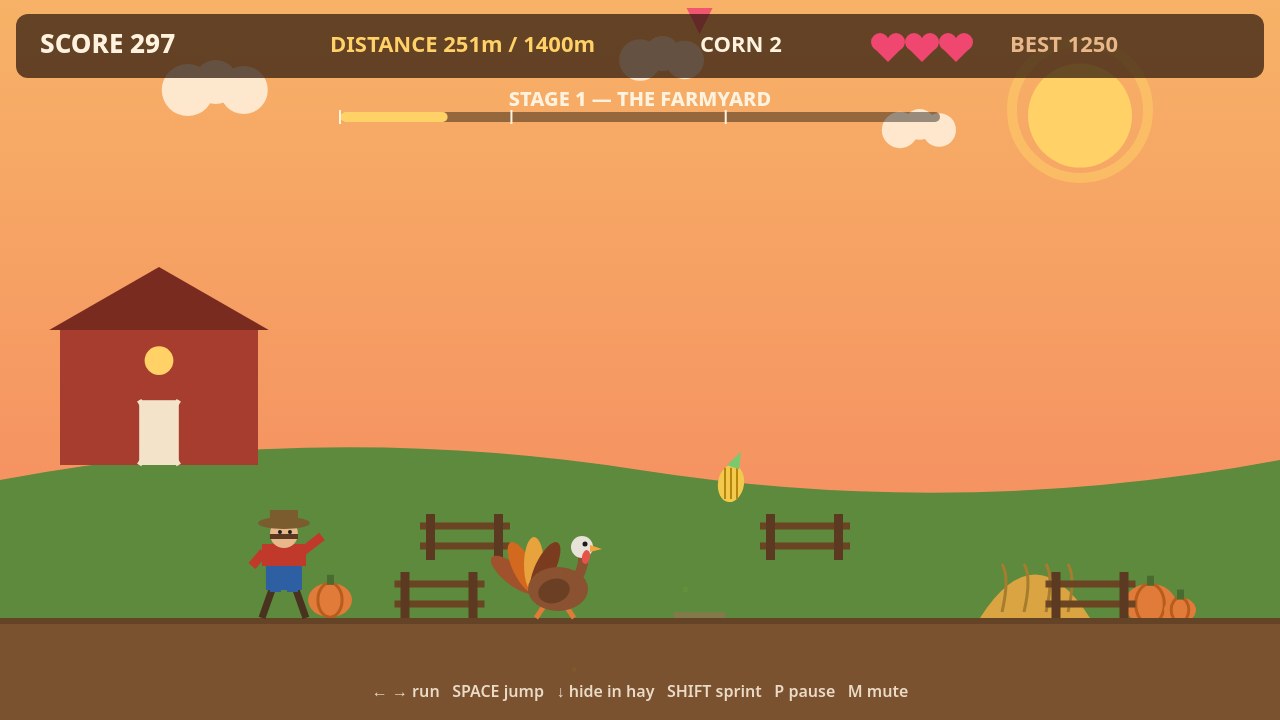 SCORE 297 DISTANCE 251m / 1400m CORN 2 BEST 1250
STAGE 1 — THE FARMYARD
← → run SPACE jump ↓ hide in hay SHIFT sprint P pause M mute